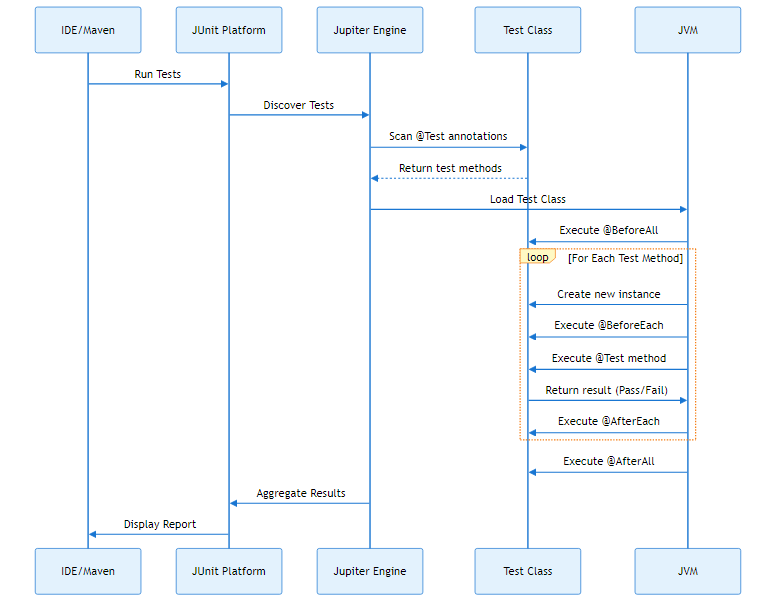 IDE/Maven
JUnit Platform
Jupiter Engine
Test Class
JVM
Run Tests
Discover Tests
Scan @Test annotations
Return test methods
Load Test Class
Execute @BeforeAll
loop
[For Each Test Method]
Create new instance
Execute @BeforeEach
Execute @Test method
Return result (Pass/Fail)
Execute @AfterEach
Execute @AfterAll
Aggregate Results
Display Report
IDE/Maven
JUnit Platform
Jupiter Engine
Test Class
JVM